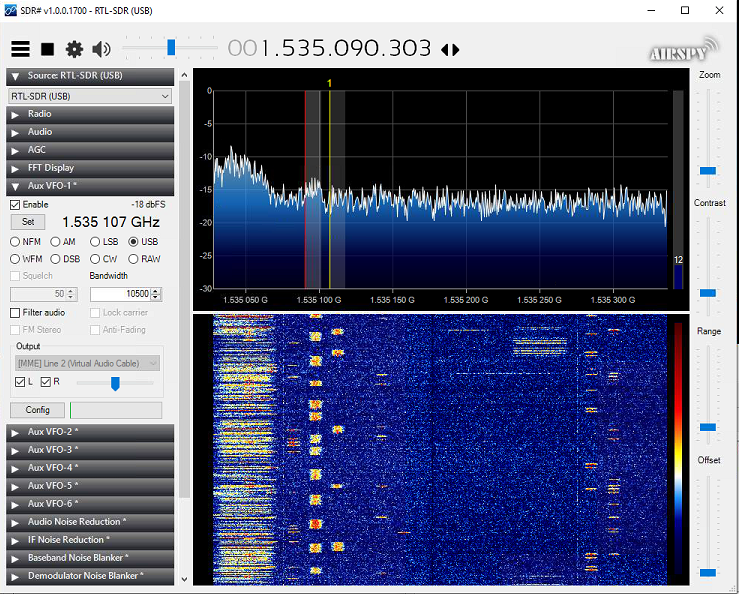 SDR# v1.0.0.1700 - RTL-SDR (USB)
001.535.090.303
AIRSPY
Source: RTL-SDR (USB)
RTL-SDR (USB)
Radio
Audio
AGC
FFT Display
Aux VFO-1 *
Enable -18 dbFS
Set 1.535 107 GHz
NFM AM LSB USB
WFM DSB CW RAW
Squelch Bandwidth
50 10500
Filter audio Lock carrier
FM Stereo Anti-Fading
Output
[MME] Line 2 (Virtual Audio Cable)
L R
Config
Aux VFO-2 *
Aux VFO-3 *
Aux VFO-4 *
Aux VFO-5 *
Aux VFO-6 *
Audio Noise Reduction *
IF Noise Reduction *
Baseband Noise Blanker *
Demodulator Noise Blanker *
1
0
-5
-10
-15
-20
-25
-30
1.535 050 G 1.535 100 G 1.535 150 G 1.535 200 G 1.535 250 G 1.535 300 G
12
Zoom
Contrast
Range
Offset